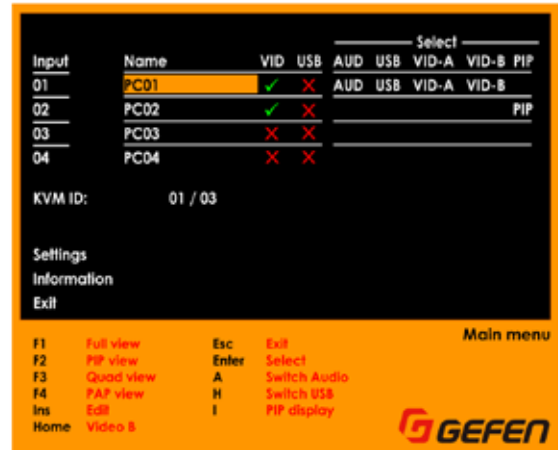 Select
Input Name VID USB AUD USB VID-A VID-B PIP
01 PC01 ✓ X AUD USB VID-A VID-B
02 PC02 ✓ X PIP
03 PC03 X X
04 PC04 X X
KVM ID: 01 / 03
Settings
Information
Exit
Main menu
F1 Full view Esc Exit
F2 PIP view Enter Select
F3 Quad view A Switch Audio
F4 PAP view H Switch USB
Ins Edit I PIP display
Home Video B
GEFEN